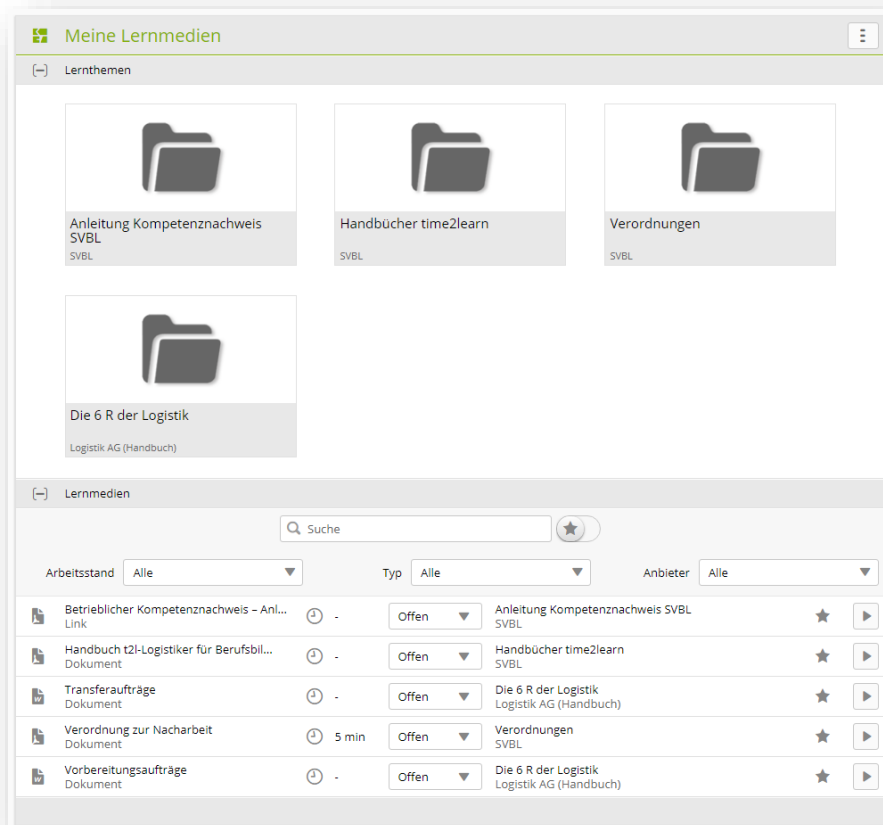 Meine Lernmedien
Lernthemen
Anleitung Kompetenznachweis
SVBL
SVBL
Handbücher time2learn
SVBL
Verordnungen
SVBL
Die 6 R der Logistik
Logistik AG (Handbuch)
Lernmedien
Suche
Arbeitsstand Alle Typ Alle Anbieter Alle
Betrieblicher Kompetenznachweis – Anl... - Offen Anleitung Kompetenznachweis SVBL
Link SVBL
Handbuch t2l-Logistiker für Berufsbil... - Offen Handbücher time2learn
Dokument SVBL
Transferaufträge - Offen Die 6 R der Logistik
Dokument Logistik AG (Handbuch)
Verordnung zur Nacharbeit 5 min Offen Verordnungen
Dokument SVBL
Vorbereitungsaufträge - Offen Die 6 R der Logistik
Dokument Logistik AG (Handbuch)